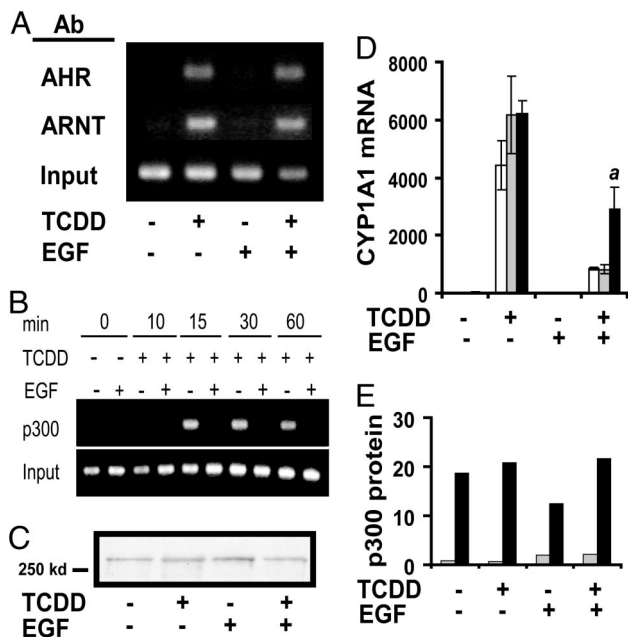 A Ab
AHR
ARNT
Input
TCDD - + - +
EGF - - + +
B
min 0 10 15 30 60
TCDD - - + + + + + + + +
EGF - + - + - + - + - +
p300
Input
C
250 kd
TCDD - + - +
EGF - - + +
D
CYP1A1 mRNA
8000
6000
4000
2000
0
a
TCDD - + - +
EGF - - + +
E
p300 protein
30
20
10
0
TCDD - + - +
EGF - - + +